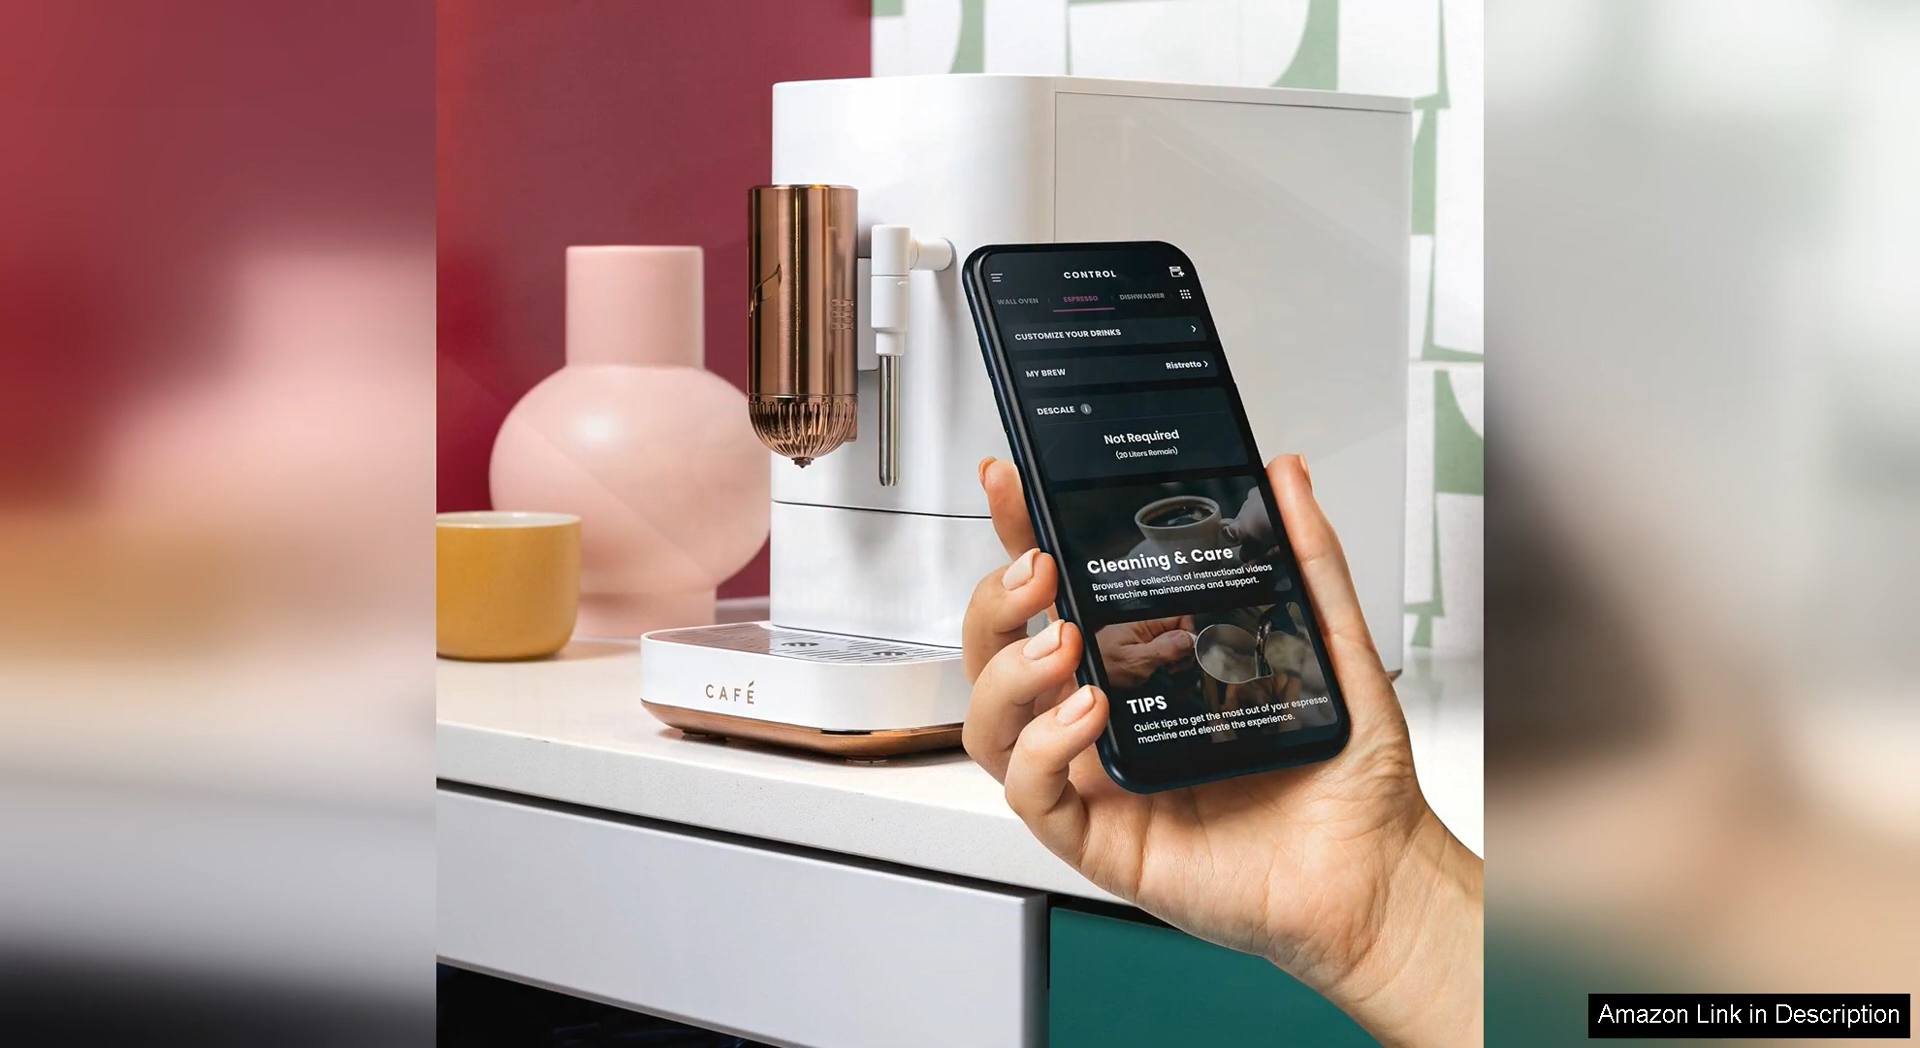 CONTROL
WALL OVEN
ESPRESSO
DISHWASHER
CUSTOMIZE YOUR DRINKS
MY BREW
Ristretto
DESCALE
Not Required
(20 Liters Remain)
Cleaning & Care
Browse the collection of instructional videos
for machine maintenance and support.
TIPS
Quick tips to get the most out of your espresso
machine and elevate the experience.
CAFÉ
Amazon Link in Description